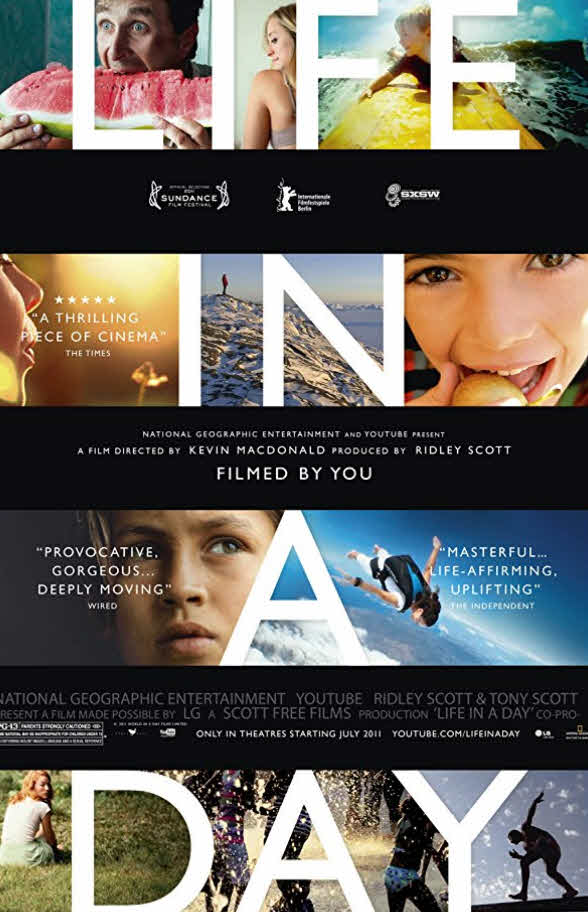 LIFE
OFFICIAL SELECTION
SUNDANCE
FILM FESTIVAL
Internationale
Filmfestspiele
Berlin
SXSW
IN
★★★★★
“A THRILLING
PIECE OF CINEMA”
THE TIMES
NATIONAL GEOGRAPHIC ENTERTAINMENT AND YOUTUBE PRESENT
A FILM DIRECTED BY KEVIN MACDONALD PRODUCED BY RIDLEY SCOTT
FILMED BY YOU
A
“PROVOCATIVE,
GORGEOUS...
DEEPLY MOVING”
WIRED
“MASTERFUL...
LIFE-AFFIRMING,
UPLIFTING”
THE INDEPENDENT
NATIONAL GEOGRAPHIC ENTERTAINMENT YOUTUBE RIDLEY SCOTT & TONY SCOTT
PRESENT A FILM MADE POSSIBLE BY LG A SCOTT FREE FILMS PRODUCTION 'LIFE IN A DAY' CO-PRO-
PG-13 PARENTS STRONGLY CAUTIONED
ONLY IN THEATRES STARTING JULY 2011 YOUTUBE.COM/LIFEINADAY
LG
DAY